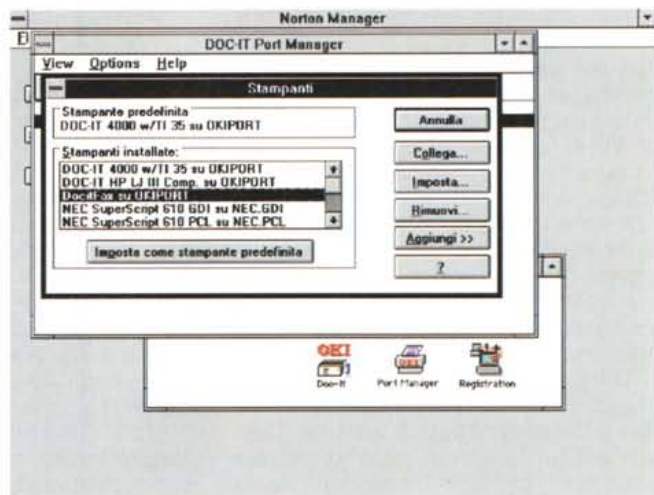 Norton Manager
DOC-IT Port Manager
View Options Help
Stampanti
Stampante predefinita
DOC-IT 4000 w/TI 35 su OKIPORT
Stampanti installate:
DOC-IT 4000 w/TI 35 su OKIPORT
DOC-IT HP LJ III Comp. su OKIPORT
DocitFax su OKIPORT
NEC SuperScript 610 GDI su NEC.GDI
NEC SuperScript 610 PCL su NEC.PCL
Imposta come stampante predefinita
Annulla
Collega...
Imposta...
Rimuovi...
Aggiungi >>
?
OKI
Doc-It
OKI
Port Manager
Registration